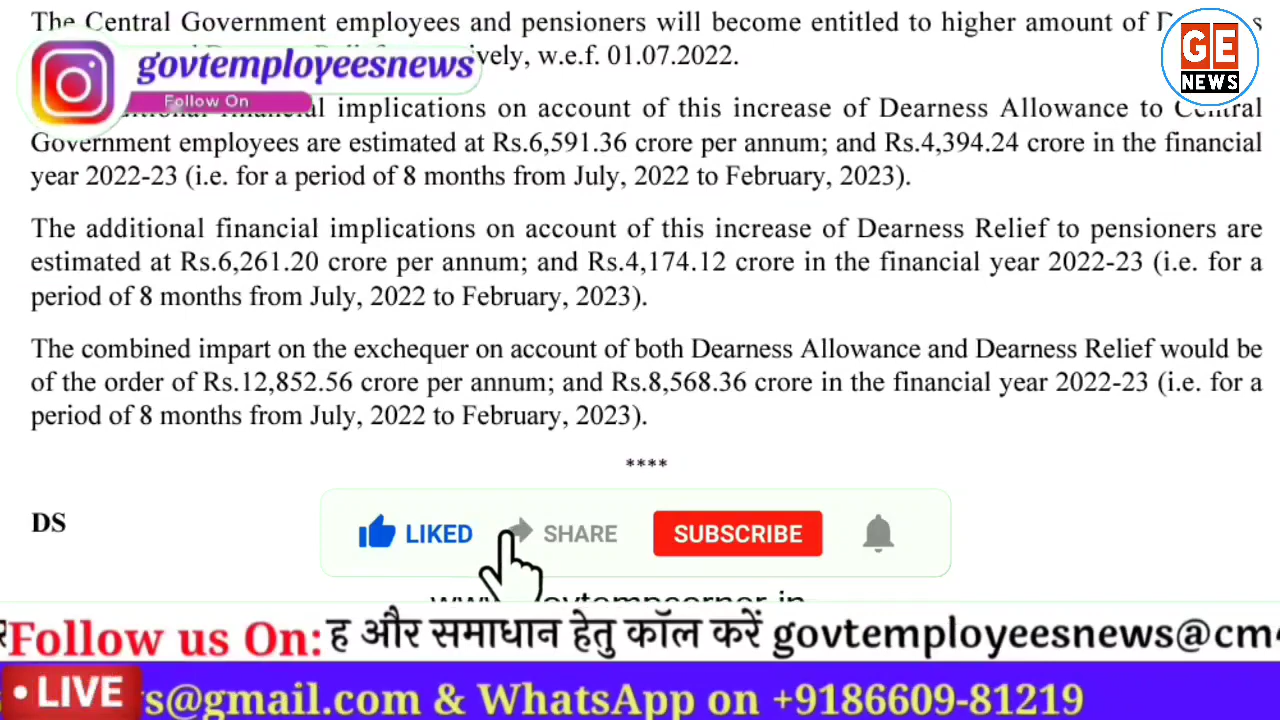 The Central Government employees and pensioners will become entitled to higher amount of
w.e.f. 01.07.2022.
govtemployeesnews
Follow On
GE
NEWS
implications on account of this increase of Dearness Allowance to Central
Government employees are estimated at Rs.6,591.36 crore per annum; and Rs.4,394.24 crore in the financial
year 2022-23 (i.e. for a period of 8 months from July, 2022 to February, 2023).
The additional financial implications on account of this increase of Dearness Relief to pensioners are
estimated at Rs.6,261.20 crore per annum; and Rs.4,174.12 crore in the financial year 2022-23 (i.e. for a
period of 8 months from July, 2022 to February, 2023).
The combined impart on the exchequer on account of both Dearness Allowance and Dearness Relief would be
of the order of Rs.12,852.56 crore per annum; and Rs.8,568.36 crore in the financial year 2022-23 (i.e. for a
period of 8 months from July, 2022 to February, 2023).
****
DS
LIKED SHARE SUBSCRIBE
Follow us On: ह और समाधान हेतु कॉल करें govtemployeesnews@cm
• LIVE s@gmail.com & WhatsApp on +9186609-81219